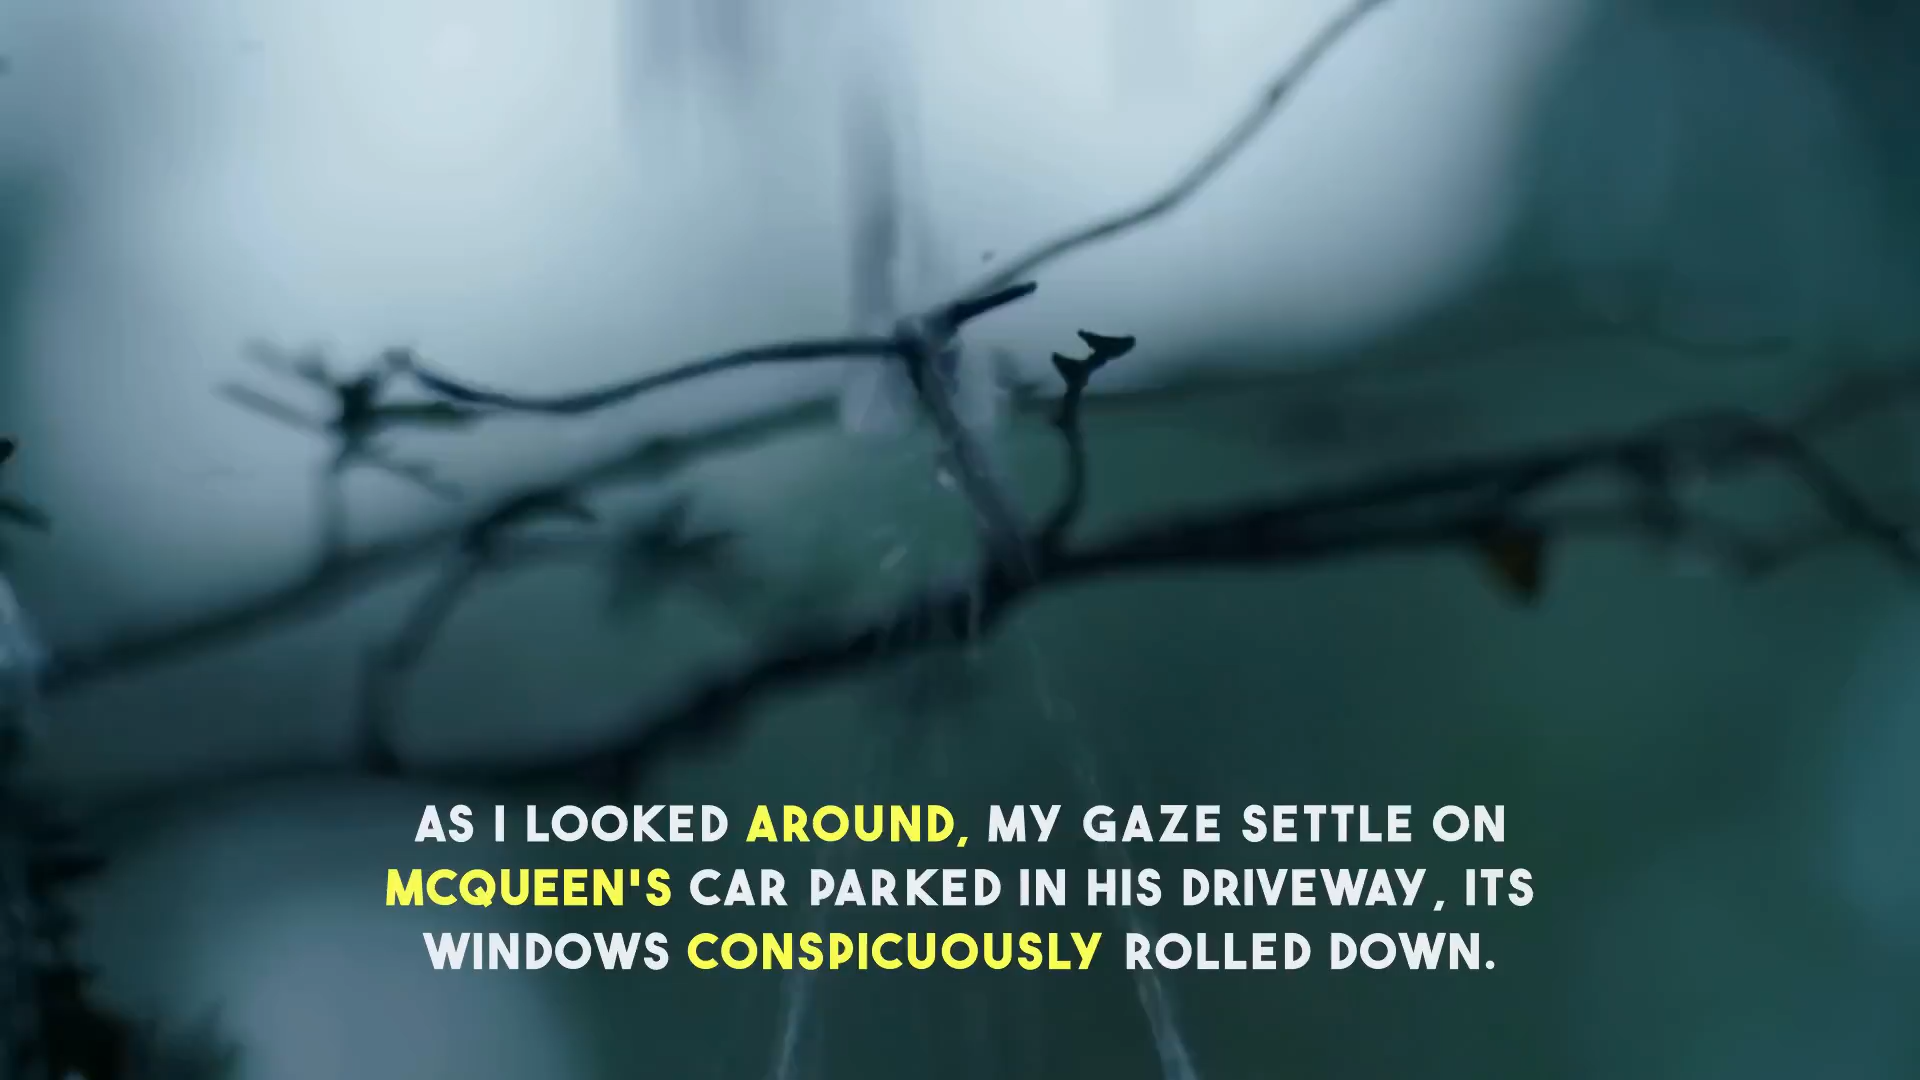 AS I LOOKED AROUND, MY GAZE SETTLE ON
MCQUEEN'S CAR PARKED IN HIS DRIVEWAY, ITS
WINDOWS CONSPICUOUSLY ROLLED DOWN.